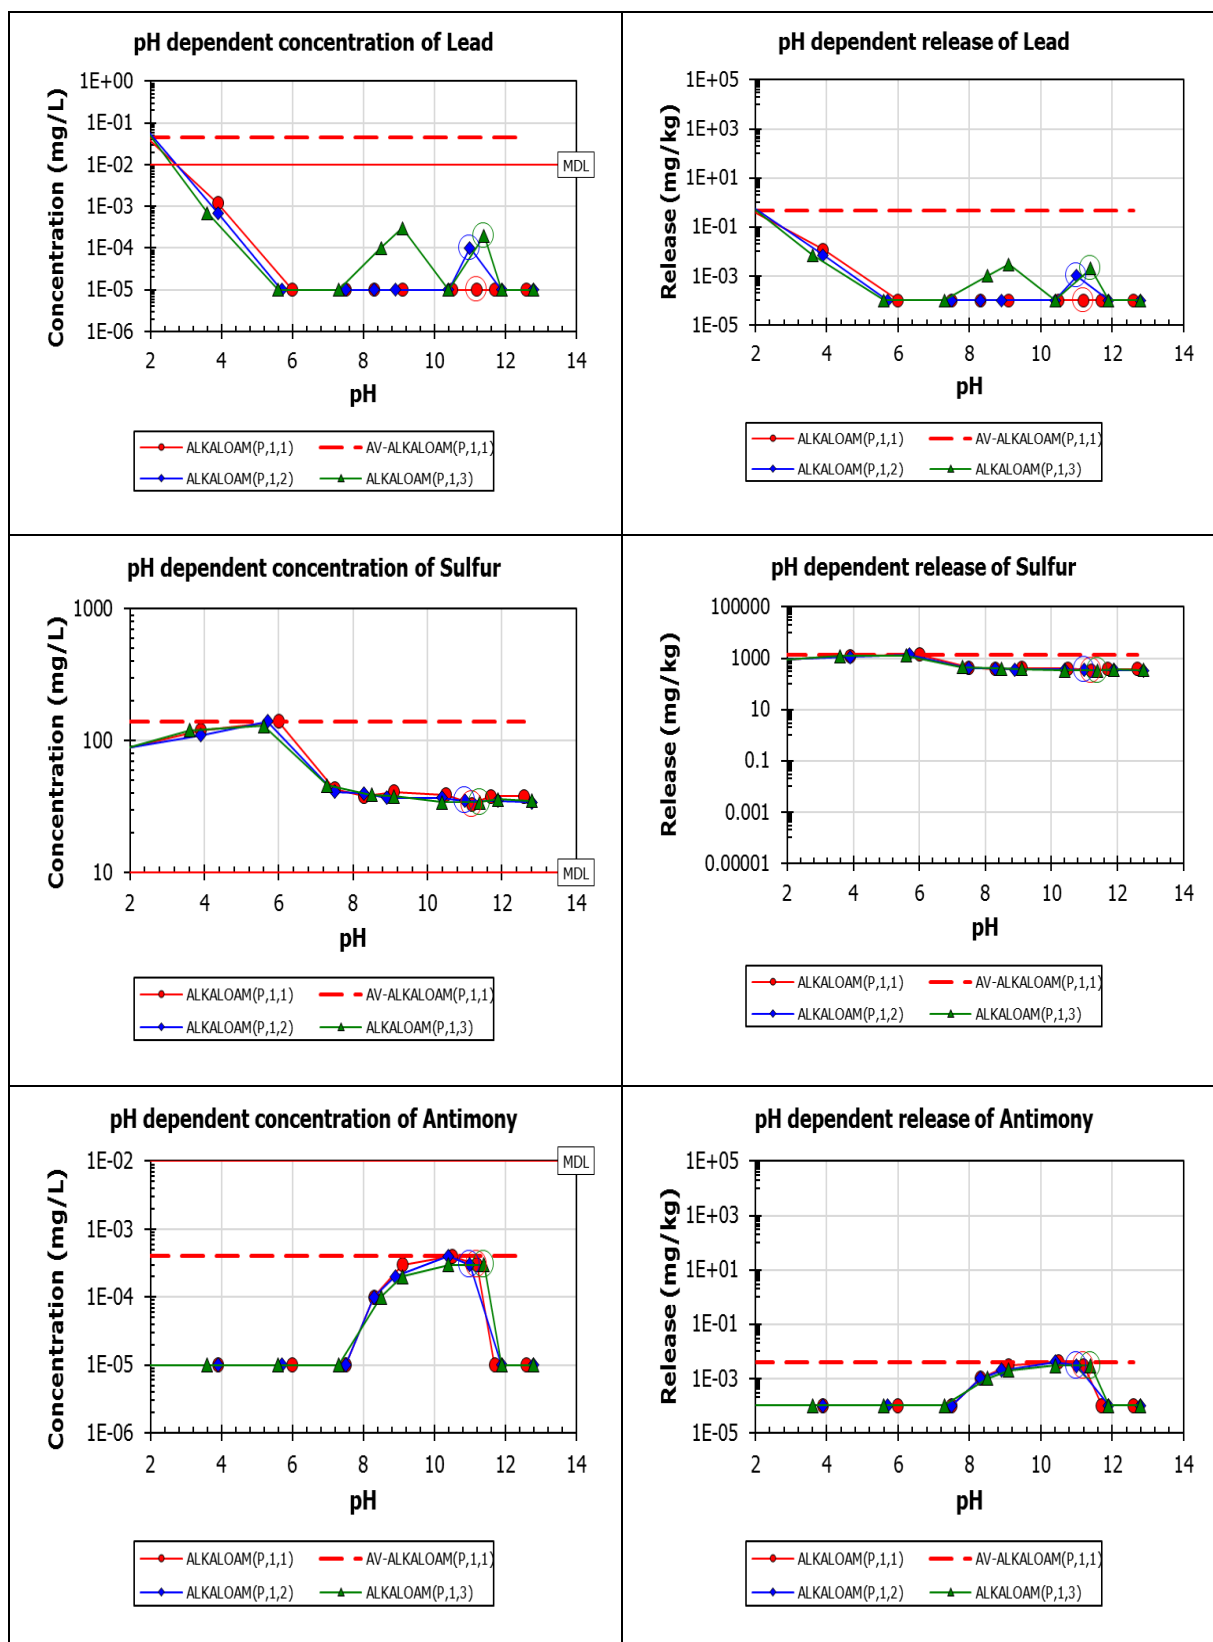 pH dependent concentration of Lead
Concentration (mg/L)
1E+00
1E-01
1E-02
1E-03
1E-04
1E-05
1E-06
MDL
2 4 6 8 10 12 14
pH
ALKALOAM(P,1,1) AV-ALKALOAM(P,1,1)
ALKALOAM(P,1,2) ALKALOAM(P,1,3)
pH dependent release of Lead
Release (mg/kg)
1E+05
1E+03
1E+01
1E-01
1E-03
1E-05
2 4 6 8 10 12 14
pH
ALKALOAM(P,1,1) AV-ALKALOAM(P,1,1)
ALKALOAM(P,1,2) ALKALOAM(P,1,3)
pH dependent concentration of Sulfur
Concentration (mg/L)
1000
100
10
MDL
2 4 6 8 10 12 14
pH
ALKALOAM(P,1,1) AV-ALKALOAM(P,1,1)
ALKALOAM(P,1,2) ALKALOAM(P,1,3)
pH dependent release of Sulfur
Release (mg/kg)
100000
1000
10
0.1
0.001
0.00001
2 4 6 8 10 12 14
pH
ALKALOAM(P,1,1) AV-ALKALOAM(P,1,1)
ALKALOAM(P,1,2) ALKALOAM(P,1,3)
pH dependent concentration of Antimony
Concentration (mg/L)
1E-02
1E-03
1E-04
1E-05
1E-06
MDL
2 4 6 8 10 12 14
pH
ALKALOAM(P,1,1) AV-ALKALOAM(P,1,1)
ALKALOAM(P,1,2) ALKALOAM(P,1,3)
pH dependent release of Antimony
Release (mg/kg)
1E+05
1E+03
1E+01
1E-01
1E-03
1E-05
2 4 6 8 10 12 14
pH
ALKALOAM(P,1,1) AV-ALKALOAM(P,1,1)
ALKALOAM(P,1,2) ALKALOAM(P,1,3)